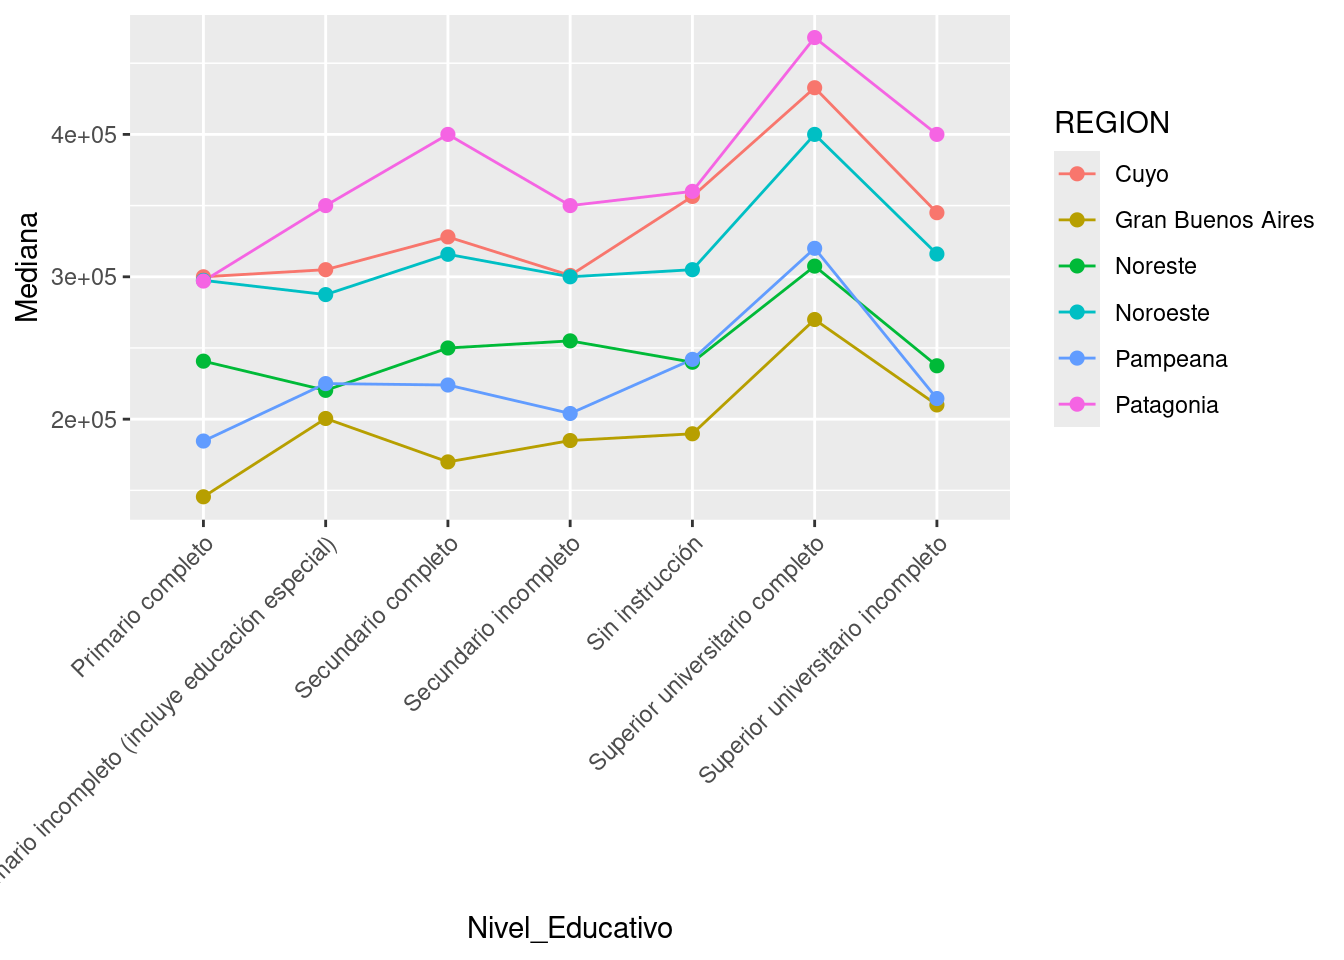 Mediana
4e+05
3e+05
2e+05
Primario completo
incompleto (incluye educación especial)
Secundario completo
Secundario incompleto
Sin instrucción
Superior universitario completo
Superior universitario incompleto
Nivel_Educativo
REGION
Cuyo
Gran Buenos Aires
Noreste
Noroeste
Pampeana
Patagonia